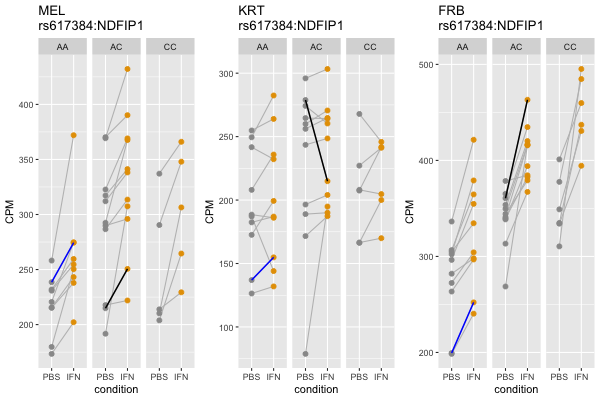 MEL
rs617384:NDFIP1
AA AC CC
CPM
400
350
300
250
200
PBS IFN PBS IFN PBS IFN
condition
KRT
rs617384:NDFIP1
AA AC CC
CPM
300
250
200
150
100
PBS IFN PBS IFN PBS IFN
condition
FRB
rs617384:NDFIP1
AA AC CC
CPM
500
400
300
200
PBS IFN PBS IFN PBS IFN
condition